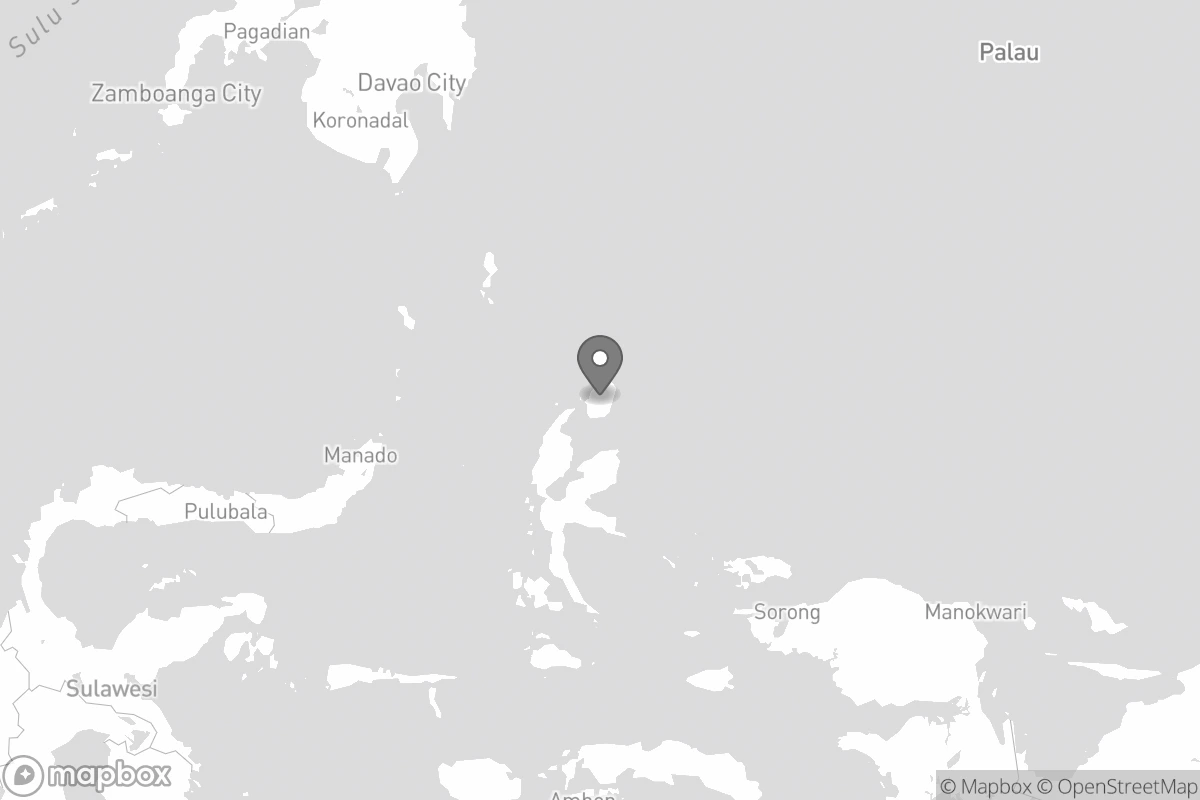 Sulu S
Pagadian
Palau
Davao City
Zamboanga City
Koronadal
Manado
Pulubala
Sorong
Manokwari
Sulawesi
mapbox
© Mapbox © OpenStreetMap
Ambon